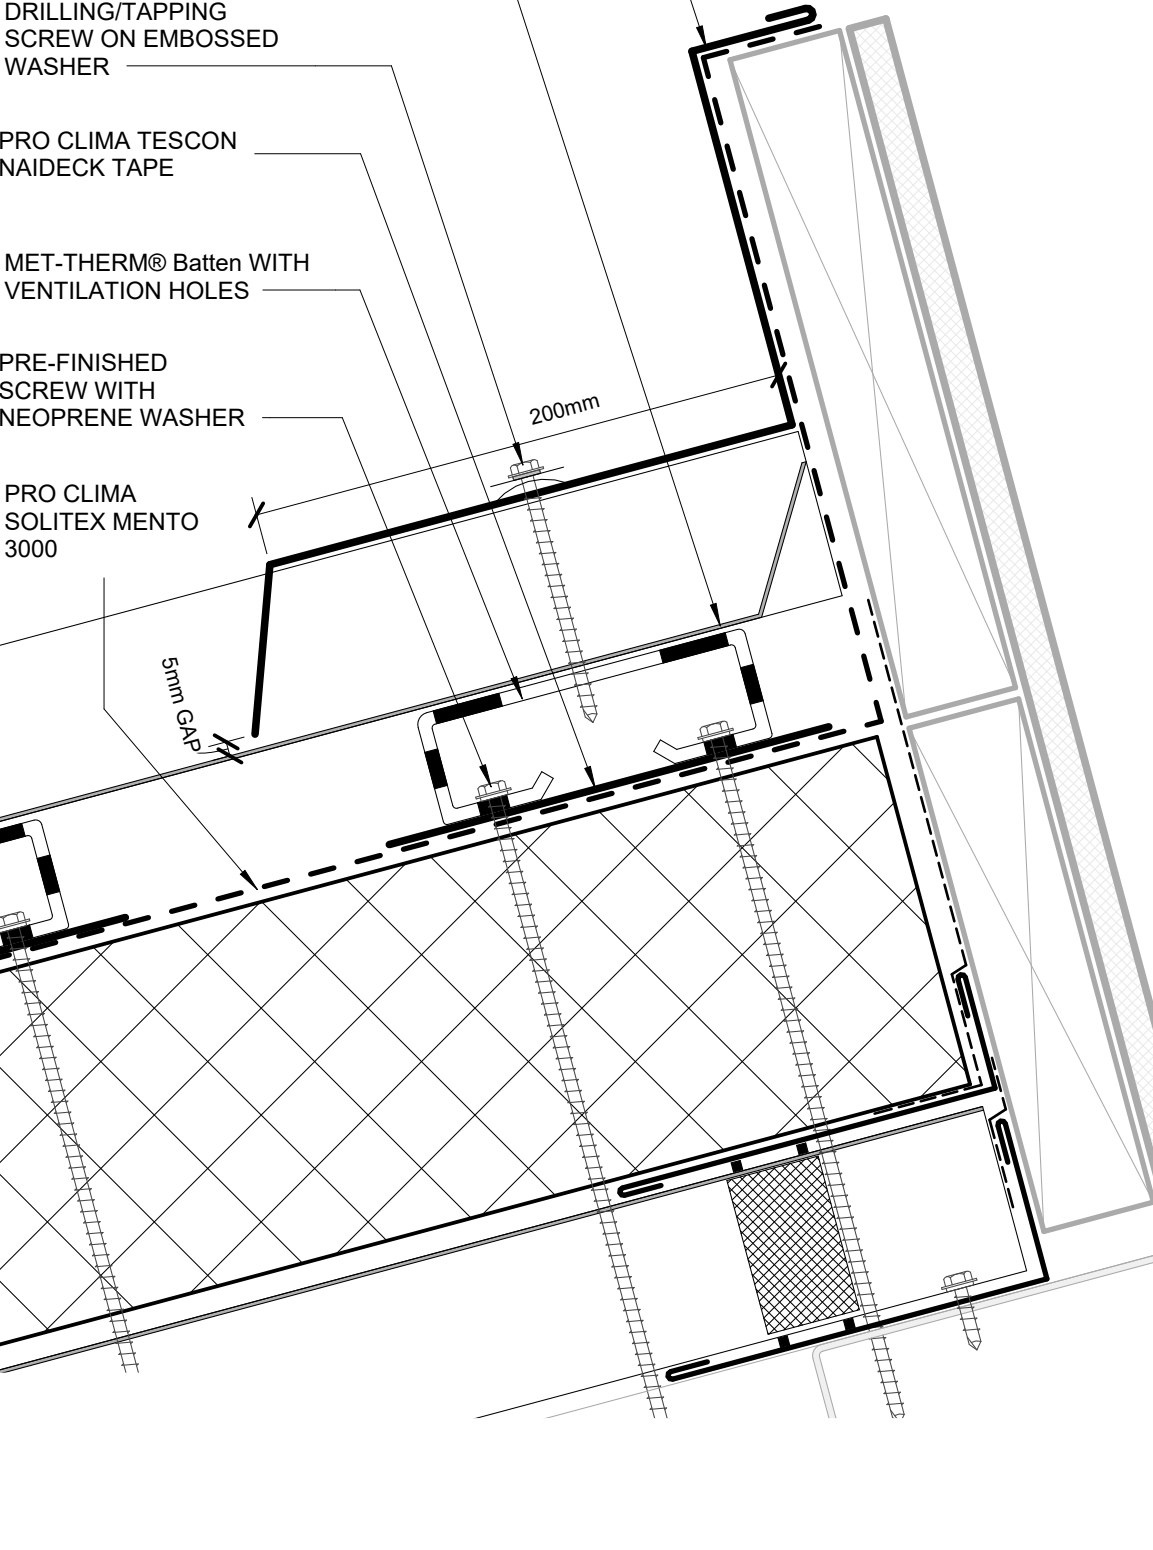 DRILLING/TAPPING
SCREW ON EMBOSSED
WASHER
PRO CLIMA TESCON
NAIDECK TAPE
MET-THERM® Batten WITH
VENTILATION HOLES
PRE-FINISHED
SCREW WITH
NEOPRENE WASHER
200mm
PRO CLIMA
SOLITEX MENTO
3000
5mm GAP